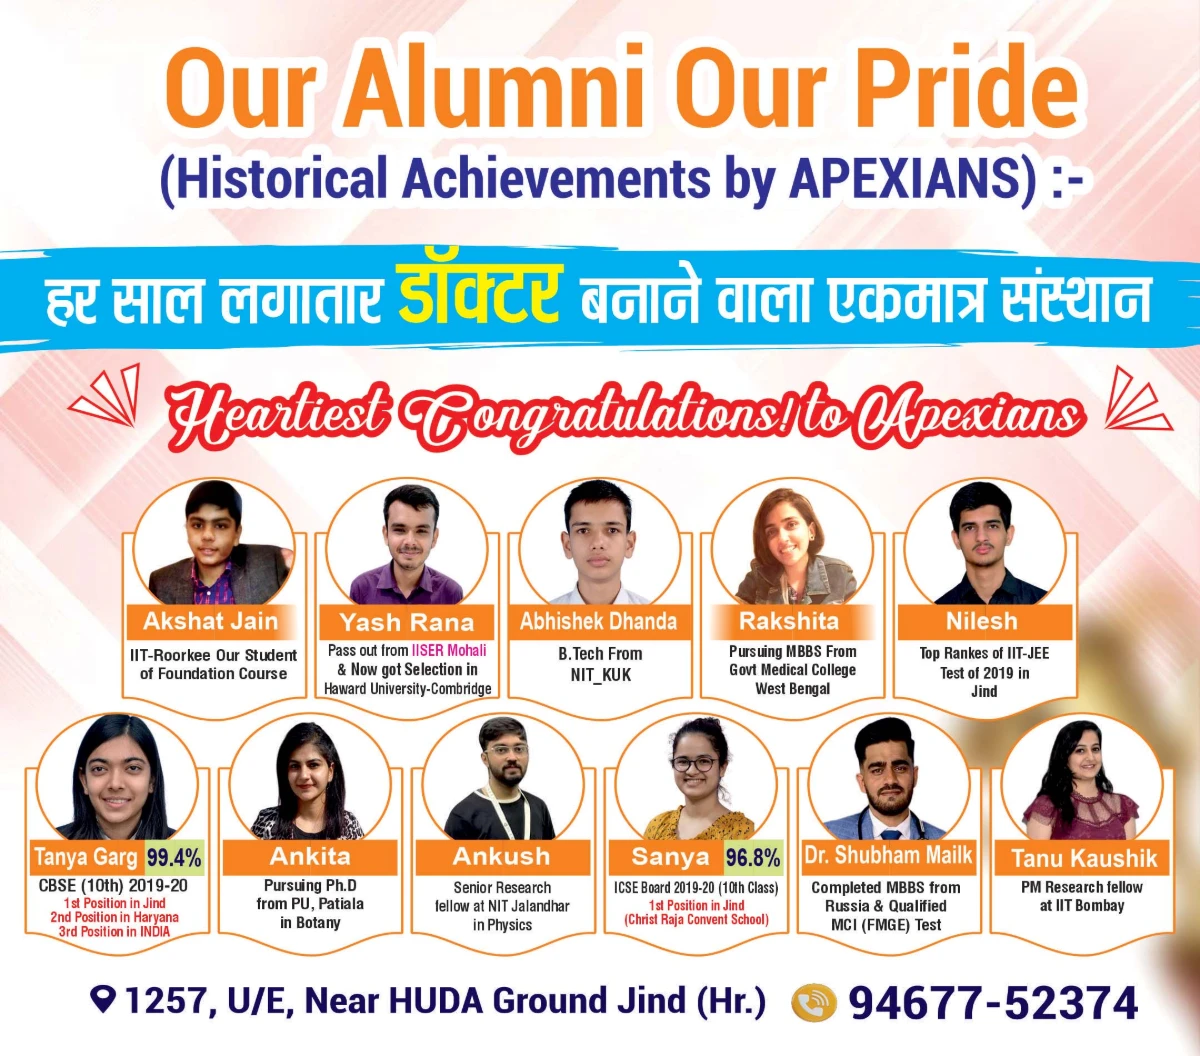 Our Alumni Our Pride
(Historical Achievements by APEXIANS) :-
हर साल लगातार डॉक्टर बनाने वाला एकमात्र संस्थान
Heartiest Congratulations! to Apexians
Akshat Jain
IIT-Roorkee Our Student
of Foundation Course
Yash Rana
Pass out from IISER Mohali
& Now got Selection in
Haward University-Combridge
Abhishek Dhanda
B.Tech From
NIT_KUK
Rakshita
Pursuing MBBS From
Govt Medical College
West Bengal
Nilesh
Top Rankes of IIT-JEE
Test of 2019 in
Jind
Tanya Garg 99.4%
CBSE (10th) 2019-20
1st Position in Jind
2nd Position in Haryana
3rd Position in INDIA
Ankita
Pursuing Ph.D
from PU, Patiala
in Botany
Ankush
Senior Research
fellow at NIT Jalandhar
in Physics
Sanya 96.8%
ICSE Board 2019-20 (10th Class)
1st Position in Jind
(Christ Raja Convent School)
Dr. Shubham Mailk
Completed MBBS from
Russia & Qualified
MCI (FMGE) Test
Tanu Kaushik
PM Research fellow
at IIT Bombay
1257, U/E, Near HUDA Ground Jind (Hr.) 94677-52374